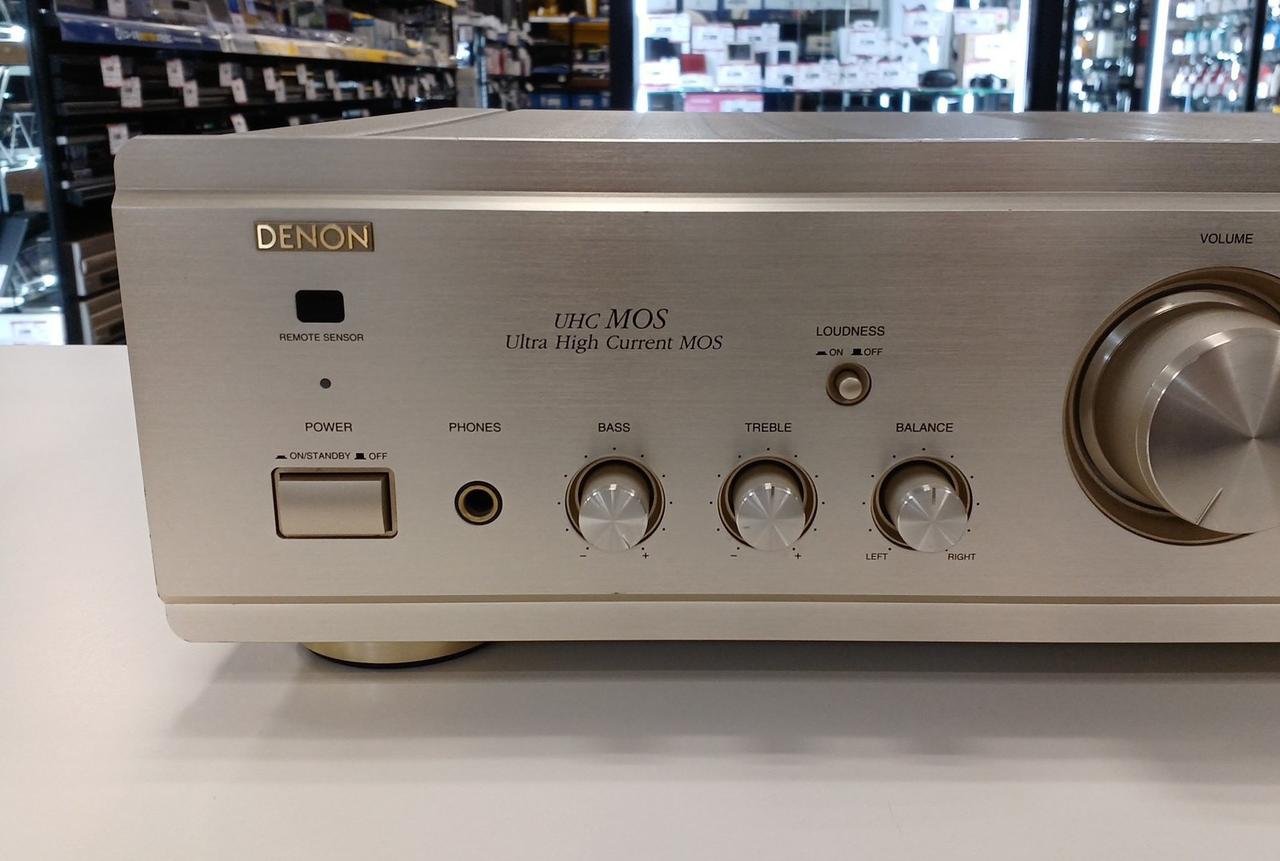 DENON
VOLUME
REMOTE SENSOR
UHC MOS
Ultra High Current MOS
LOUDNESS
ON OFF
POWER
ON/STANDBY OFF
PHONES
BASS
− +
TREBLE
− +
BALANCE
LEFT RIGHT